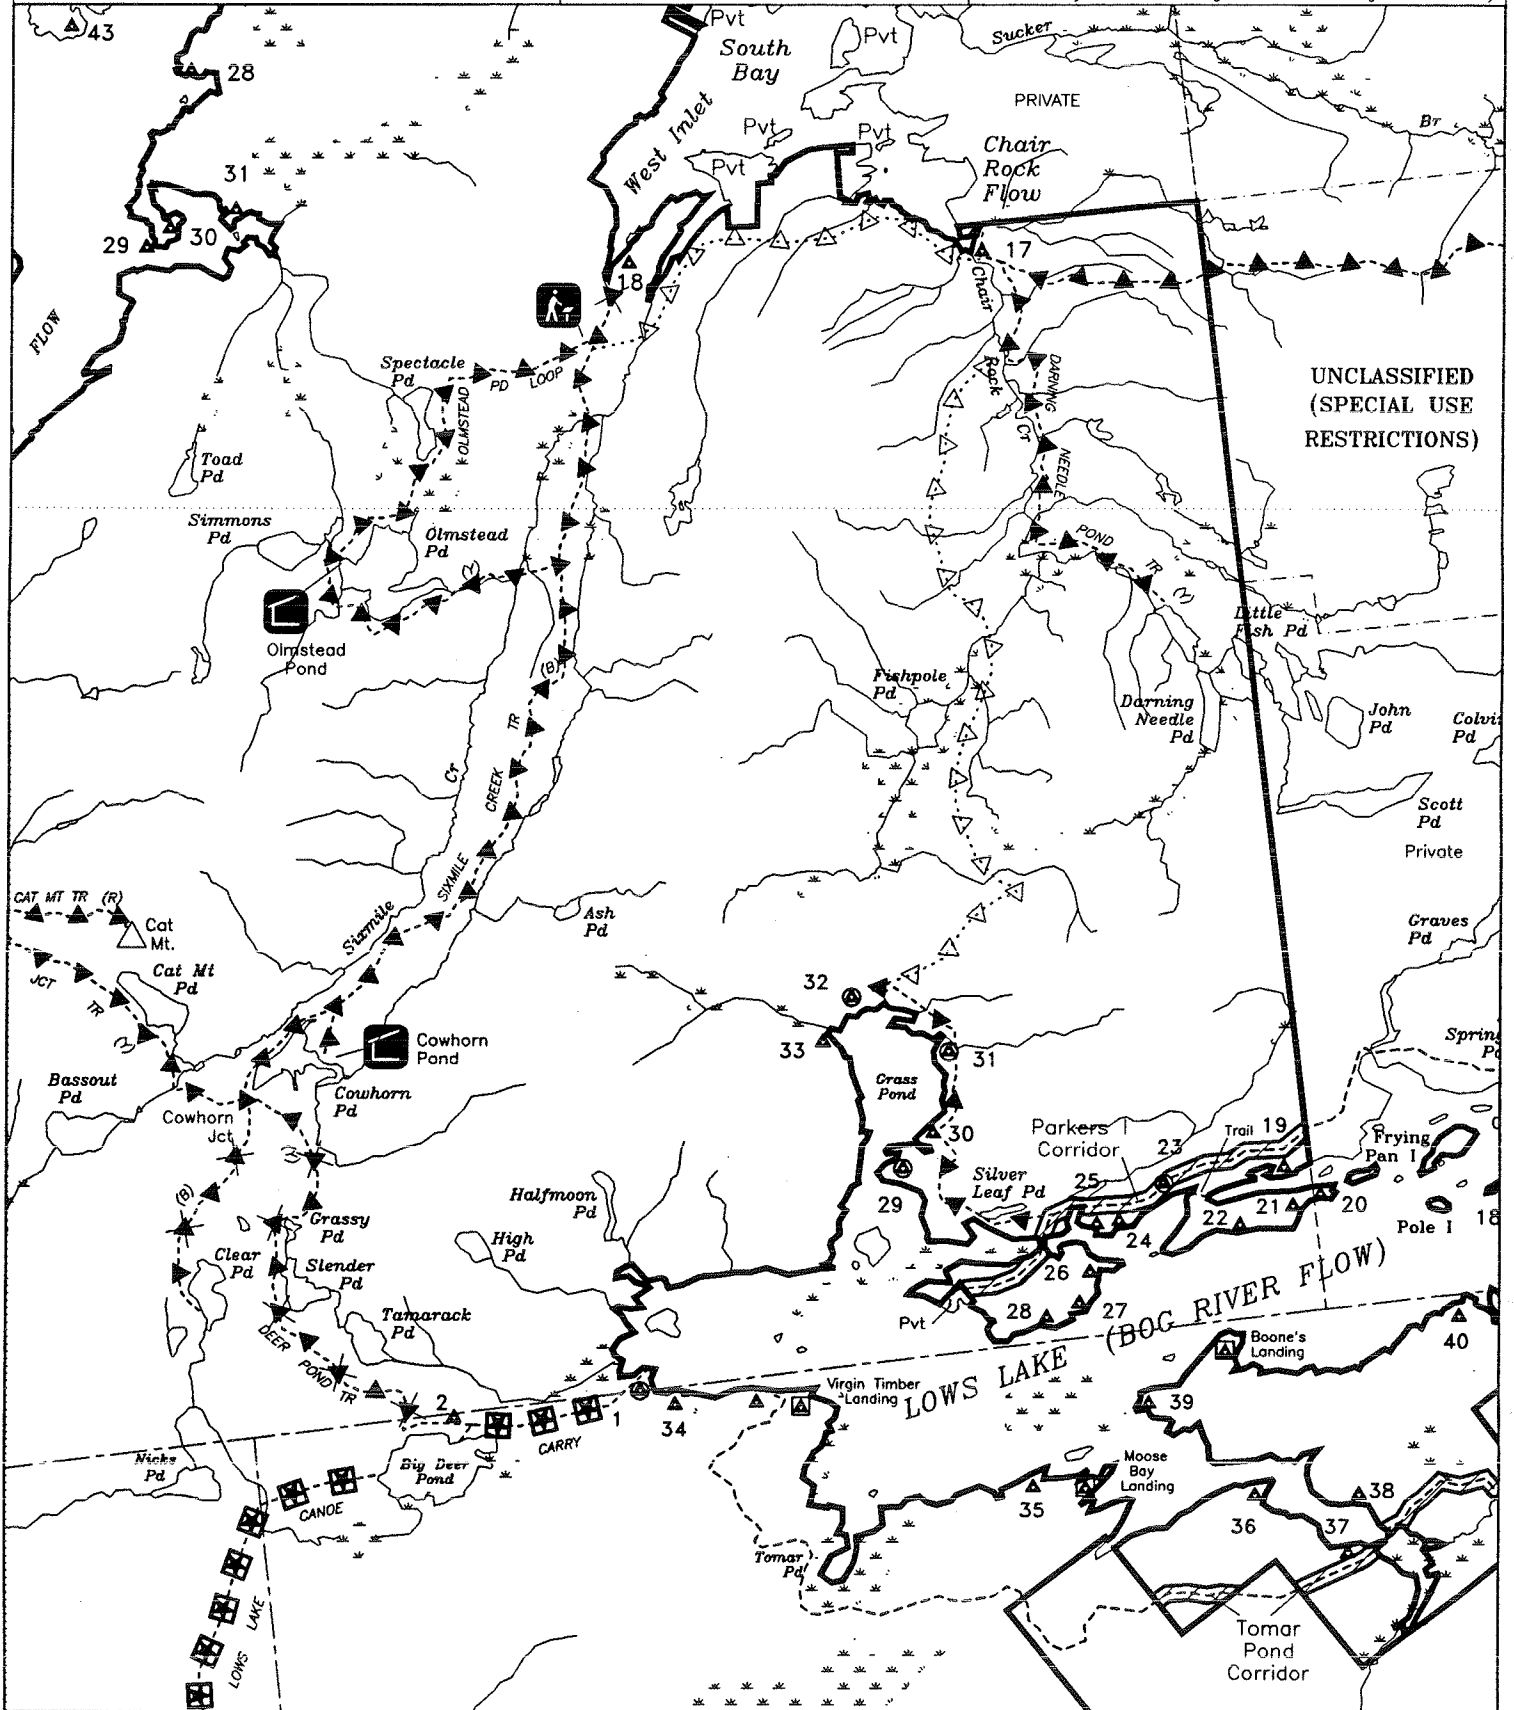 43
28
Pvt
South
Bay
Pvt
Sucker
PRIVATE
Br
31
West Inlet
Pvt
Pvt
Pvt
Chair
Rock
Flow
29
30
18
17
FLOW
Chair
Rock
Cr
Spectacle
Pd
OLMSTEAD
PD
LOOP
DARNING
NEEDLE
POND
TR
UNCLASSIFIED
(SPECIAL USE
RESTRICTIONS)
Toad
Pd
Simmons
Pd
Olmstead
Pd
Olmstead
Pond
Little
Fish Pd
Fishpole
Pd
Darning
Needle
Pd
John
Pd
Scott
Pd
Private
(B)
TR
CREEK
SIXMILE
Cr
Sixmile
CAT MT TR (R)
Cat
Mt.
Ash
Pd
Graves
Pd
JCT
TR
Cat Mt
Pd
32
33
31
Cowhorn
Pond
Bassout
Pd
Cowhorn
Pd
Cowhorn
Jct
Grass
Pond
30
29
Parkers I
Corridor
23
Trail
19
Frying
Pan I
Silver
Leaf Pd
25
24
22
21
20
Pole I
18
(B)
Halfmoon
Pd
High
Pd
Grassy
Pd
Clear
Pd
Slender
Pd
Tamarack
Pd
26
27
28
Pvt
LOWS LAKE (BOG RIVER FLOW)
40
Boone's
Landing
39
DEER
POND
TR
2
1
34
Virgin Timber
Landing
CARRY
Nicks
Pd
Big Deer
Pond
CANOE
Moose
Bay
Landing
35
36
37
38
Tomar
Pd
LAKE
LOWS
Tomar
Pond
Corridor